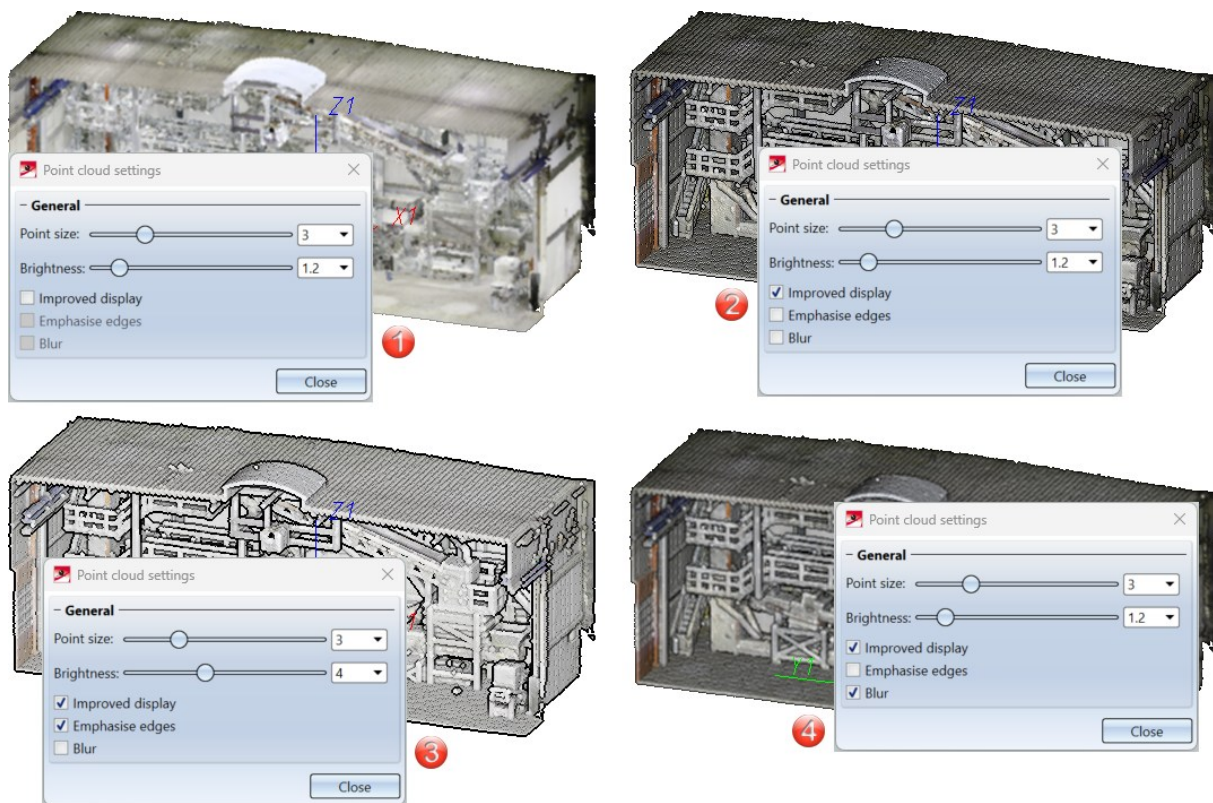 Z1
X1
Point cloud settings
General
Point size: 3
Brightness: 1.2
Improved display
Emphasise edges
Blur
Close
1
Z1
Point cloud settings
General
Point size: 3
Brightness: 1.2
Improved display
Emphasise edges
Blur
Close
2
Z1
Point cloud settings
General
Point size: 3
Brightness: 4
Improved display
Emphasise edges
Blur
Close
3
Y1
Point cloud settings
General
Point size: 3
Brightness: 1.2
Improved display
Emphasise edges
Blur
Close
4